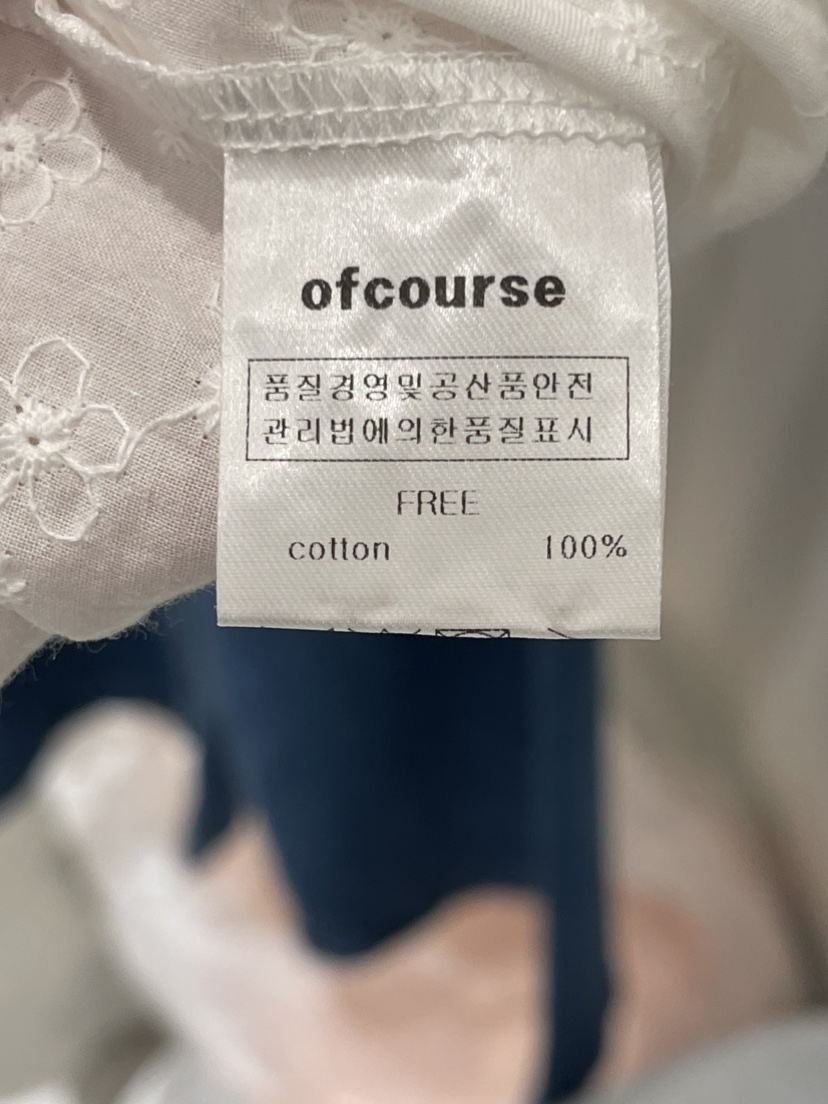 ofcourse
품질경영및공산품안전
관리법에의한품질표시
FREE
cotton 100%